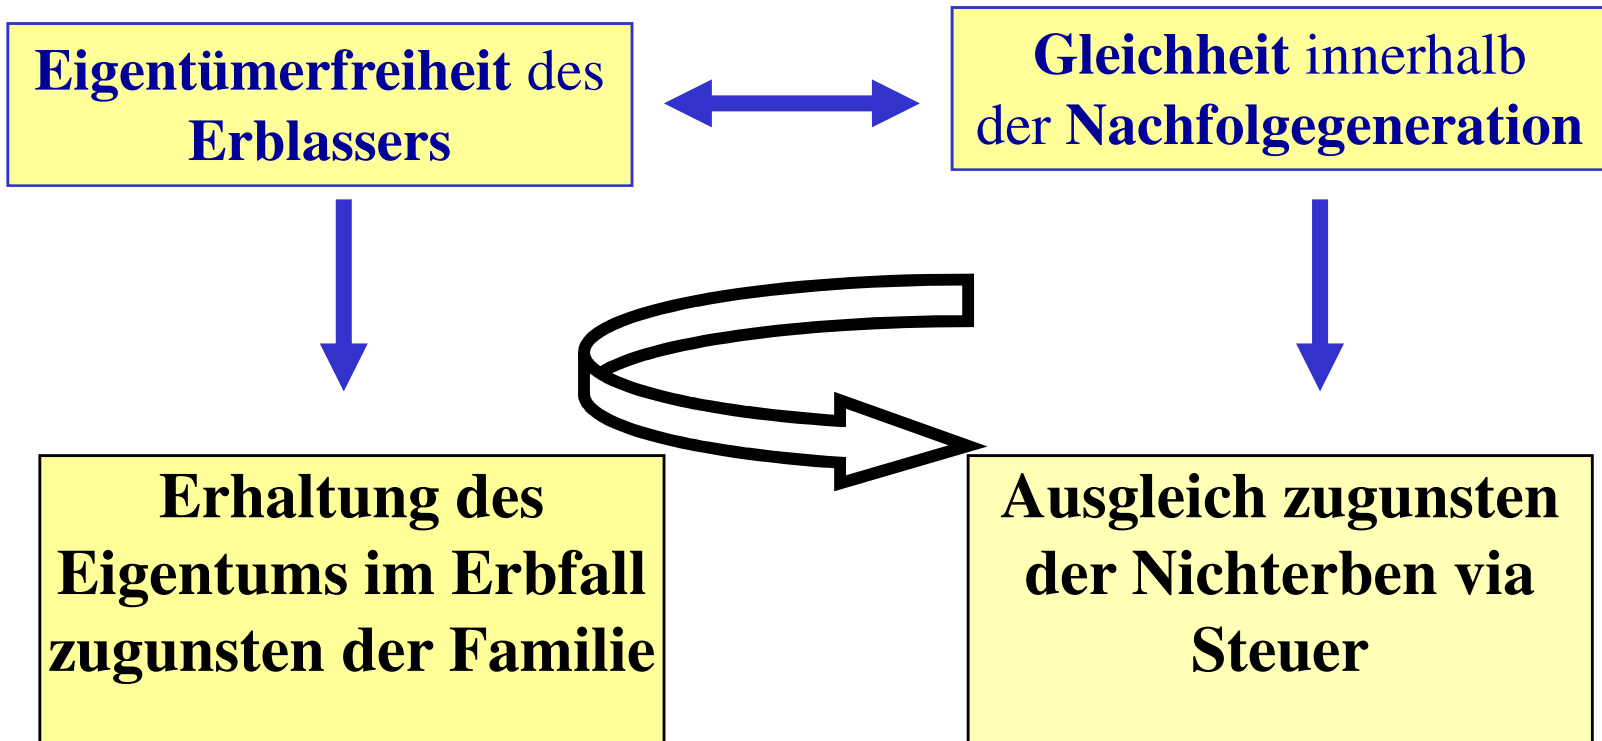 Eigentümerfreiheit des
Erblassers
Gleichheit innerhalb
der Nachfolgegeneration
Erhaltung des
Eigentums im Erbfall
zugunsten der Familie
Ausgleich zugunsten
der Nichterben via
Steuer